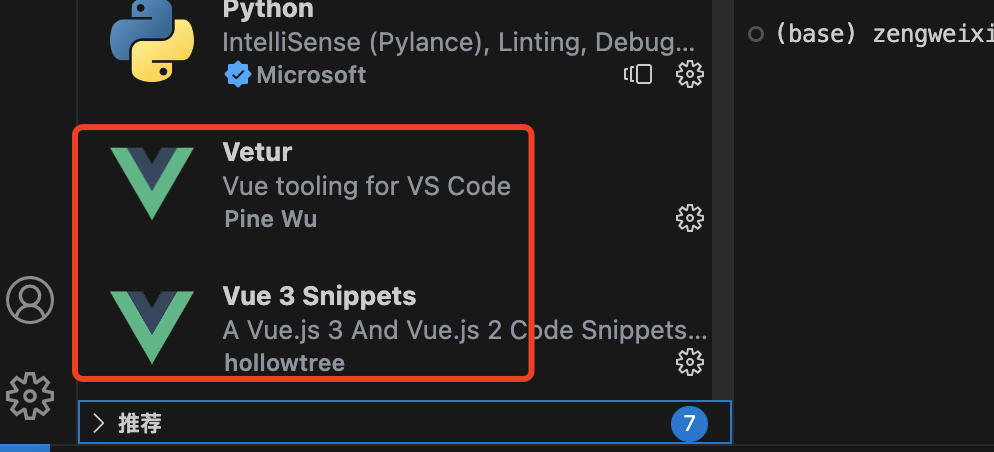 Python
IntelliSense (Pylance), Linting, Debug...
Microsoft
(base) zengweixi
Vetur
Vue tooling for VS Code
Pine Wu
Vue 3 Snippets
A Vue.js 3 And Vue.js 2 Code Snippets...
hollowtree
推荐
7